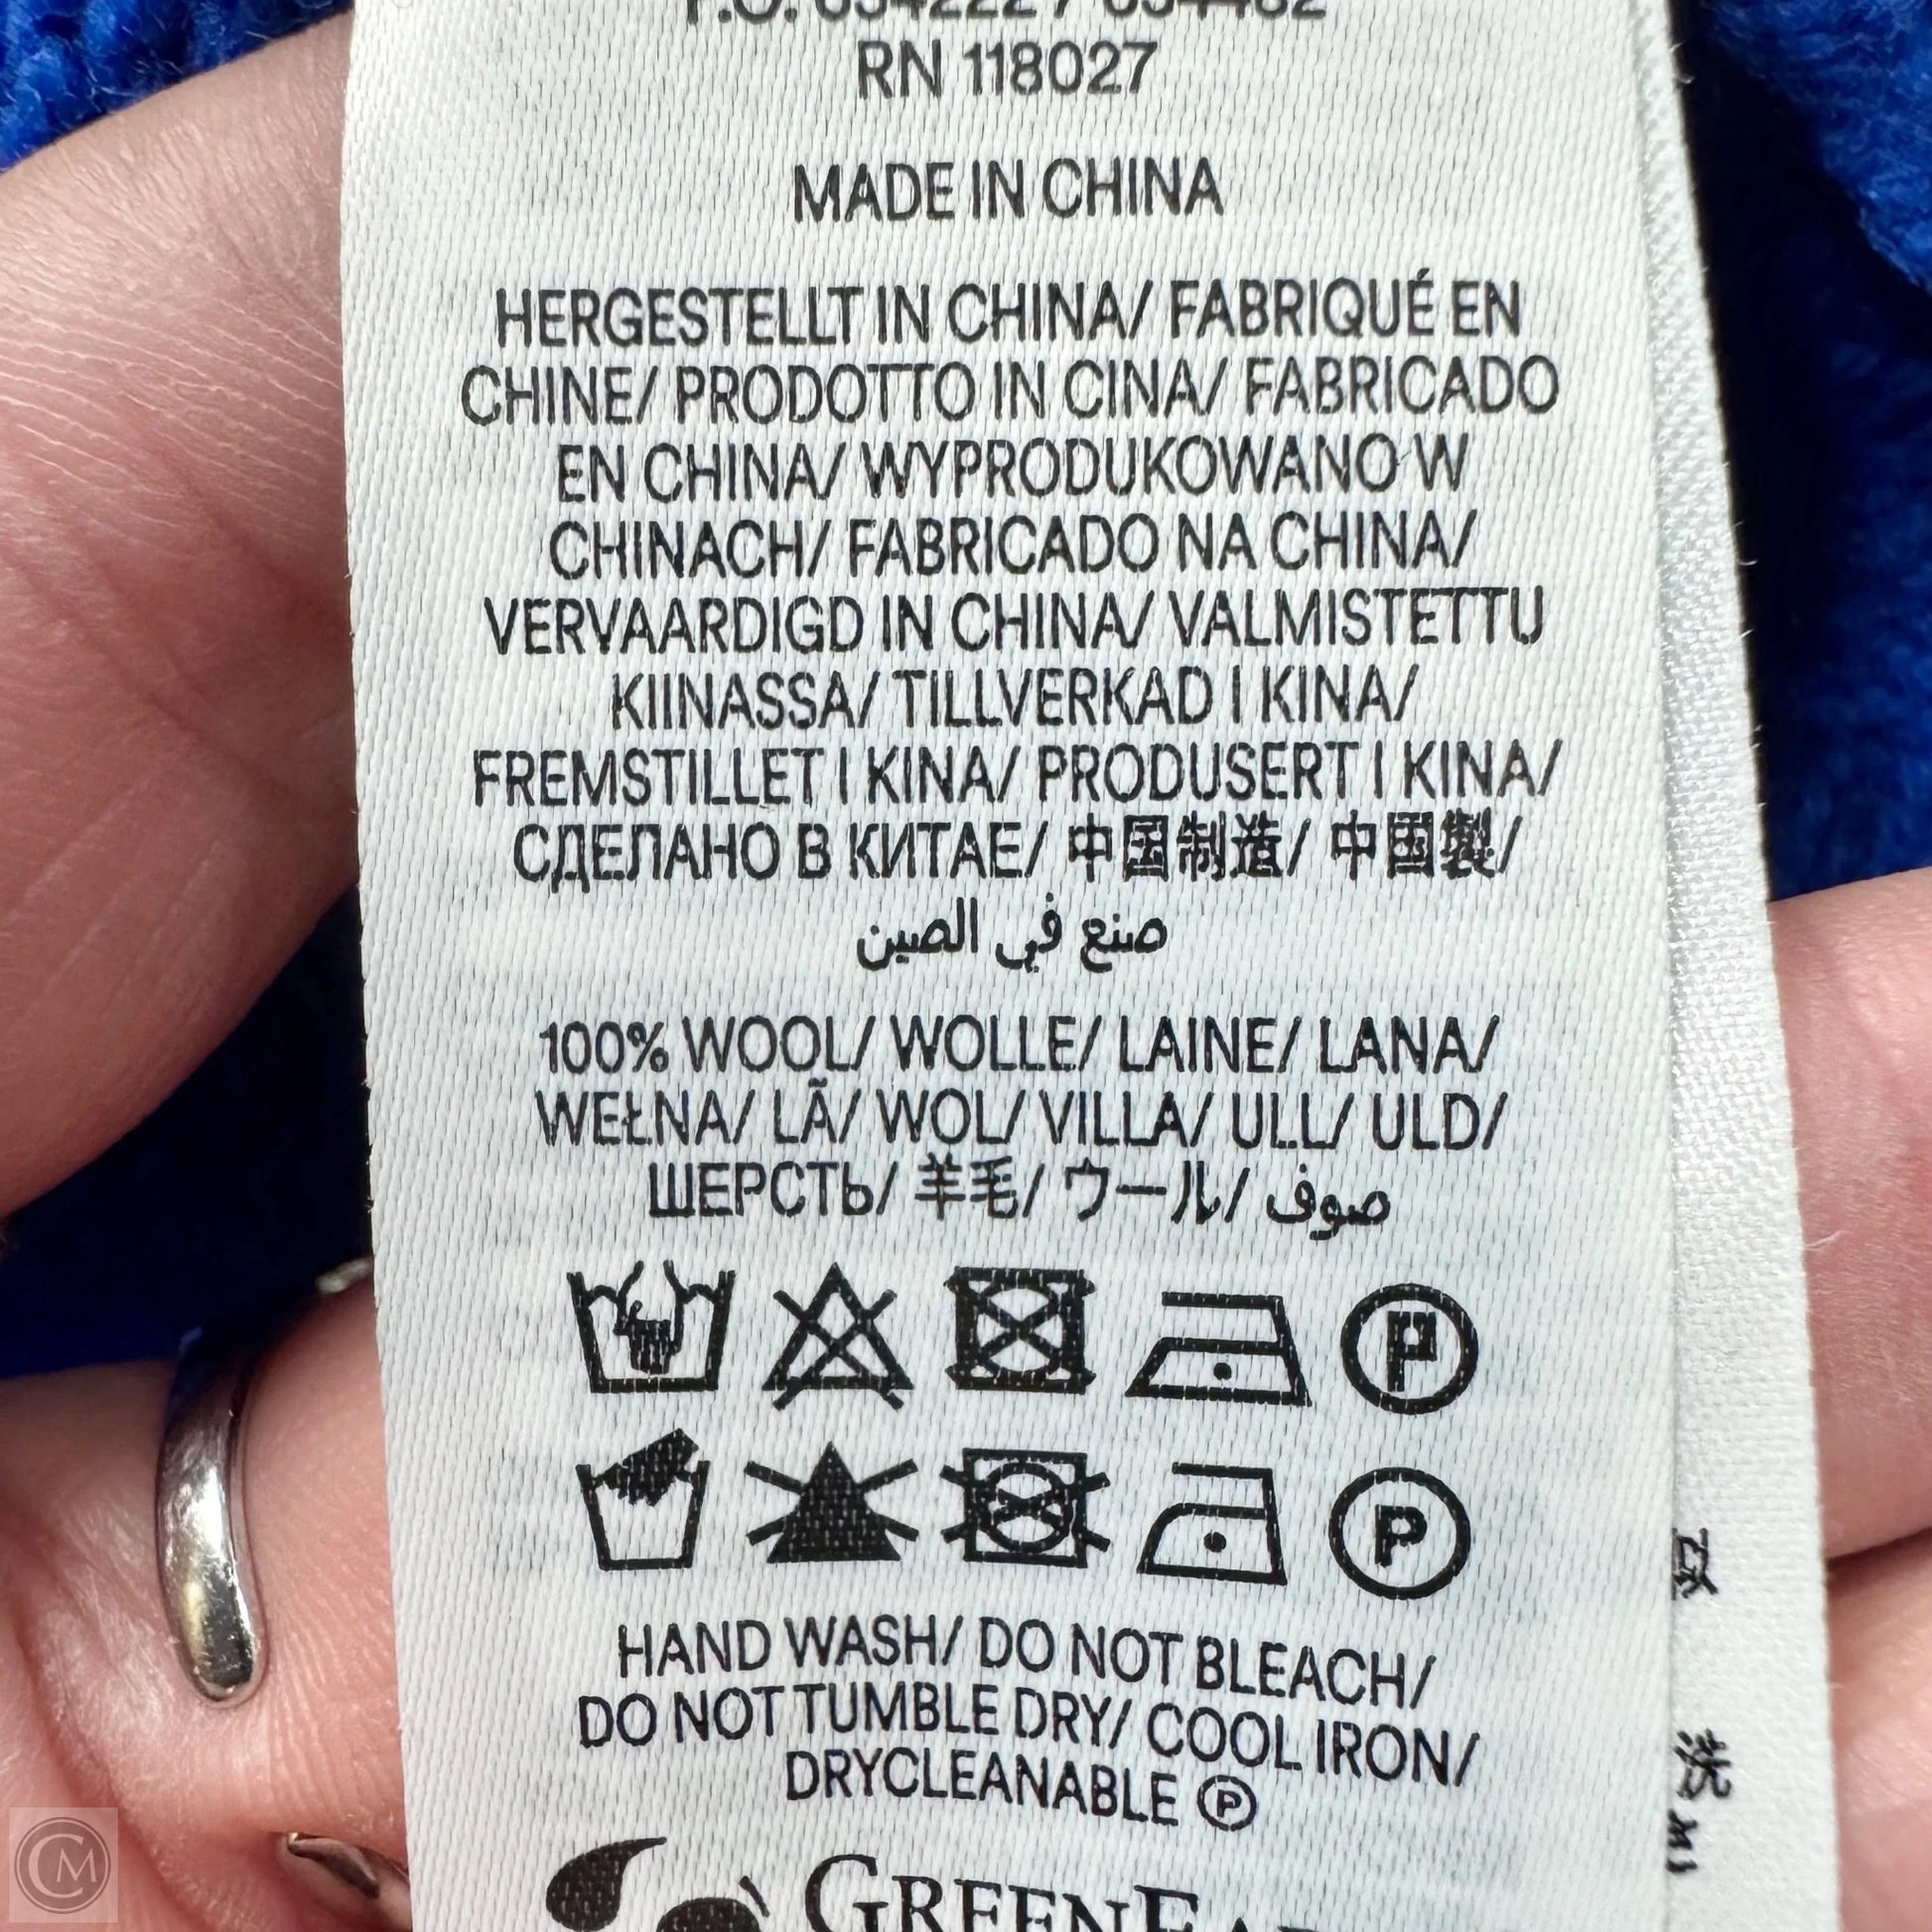 RN 118027
MADE IN CHINA
HERGESTELLT IN CHINA/ FABRIQUÉ EN
CHINE/ PRODOTTO IN CINA/ FABRICADO
EN CHINA/ WYPRODUKOWANO W
CHINACH/ FABRICADO NA CHINA/
VERVAARDIGD IN CHINA/ VALMISTETTU
KIINASSA/ TILLVERKAD I KINA/
FREMSTILLET I KINA/ PRODUSERT I KINA/
СДЕЛАНО В КИТАЕ/ 中国制造/ 中国製/
صنع في الصين
100% WOOL/ WOLLE/ LAINE/ LANA/
WEŁNA/ LÃ/ WOL/ VILLA/ ULL/ ULD/
ШЕРСТЬ/ 羊毛/ ウール/ صوف
P
P
HAND WASH/ DO NOT BLEACH/
DO NOT TUMBLE DRY/ COOL IRON/
DRYCLEANABLE Ⓟ
CM